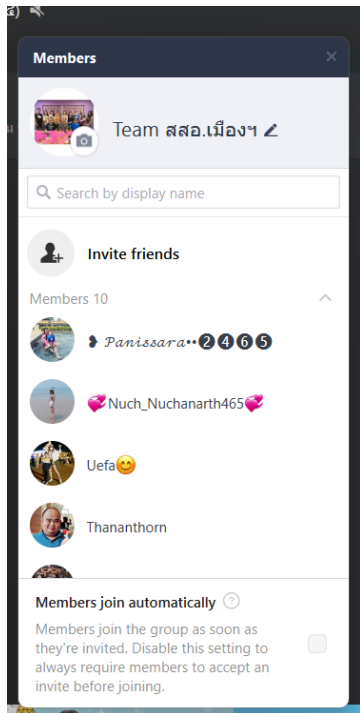 Members
Team สสอ.เมืองฯ
Search by display name
Invite friends
Members 10
❥ 𝓟𝓪𝓷𝓲𝓼𝓼𝓪𝓻𝓪••➋➍➏➎
💞Nuch_Nuchanarth465💞
Uefa😊
Thananthorn
Members join automatically ?
Members join the group as soon as
they're invited. Disable this setting to
always require members to accept an
invite before joining.